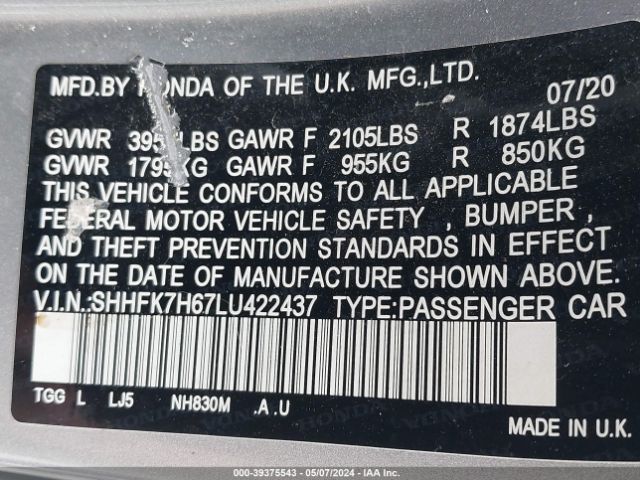 MFD.BY HONDA OF THE U.K. MFG.,LTD. 07/20
GVWR LBS GAWR F 2105LBS R 1874LBS
GVWR KG GAWR F 955KG R 850KG
THIS VEHICLE CONFORMS TO ALL APPLICABLE
FEDERAL MOTOR VEHICLE SAFETY , BUMPER ,
AND THEFT PREVENTION STANDARDS IN EFFECT
ON THE DATE OF MANUFACTURE SHOWN ABOVE.
V.I.N.:SHHFK7H67LU422437 TYPE:PASSENGER CAR
TGG L LJ5 NH830M .A .U
MADE IN U.K.
000-39375543 - 05/07/2024 - IAA Inc.